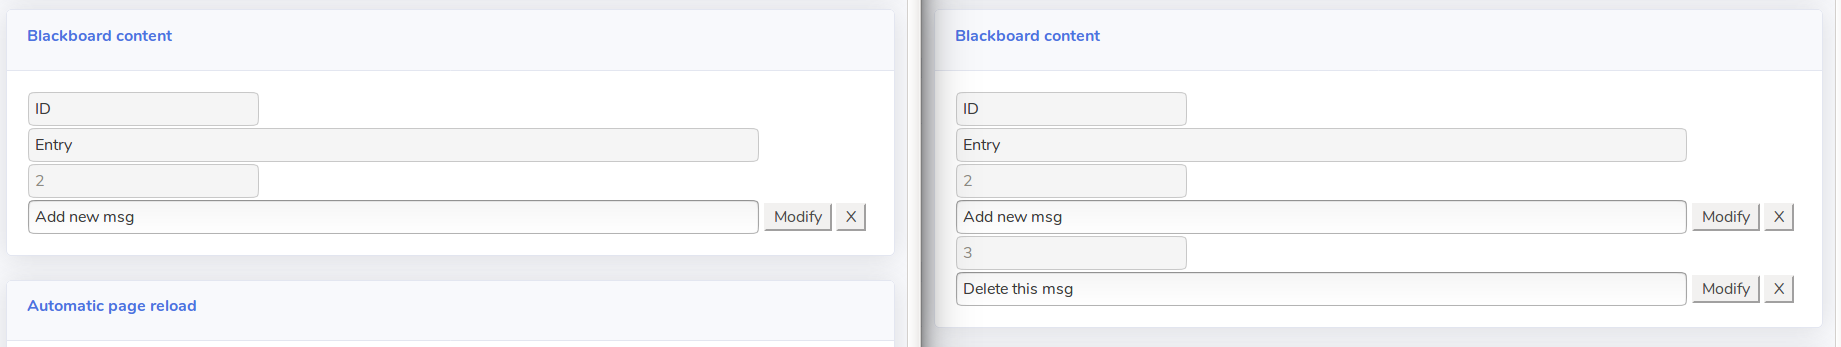 Blackboard content
ID
Entry
2
Add new msg Modify X
Automatic page reload
Blackboard content
ID
Entry
2
Add new msg Modify X
3
Delete this msg Modify X